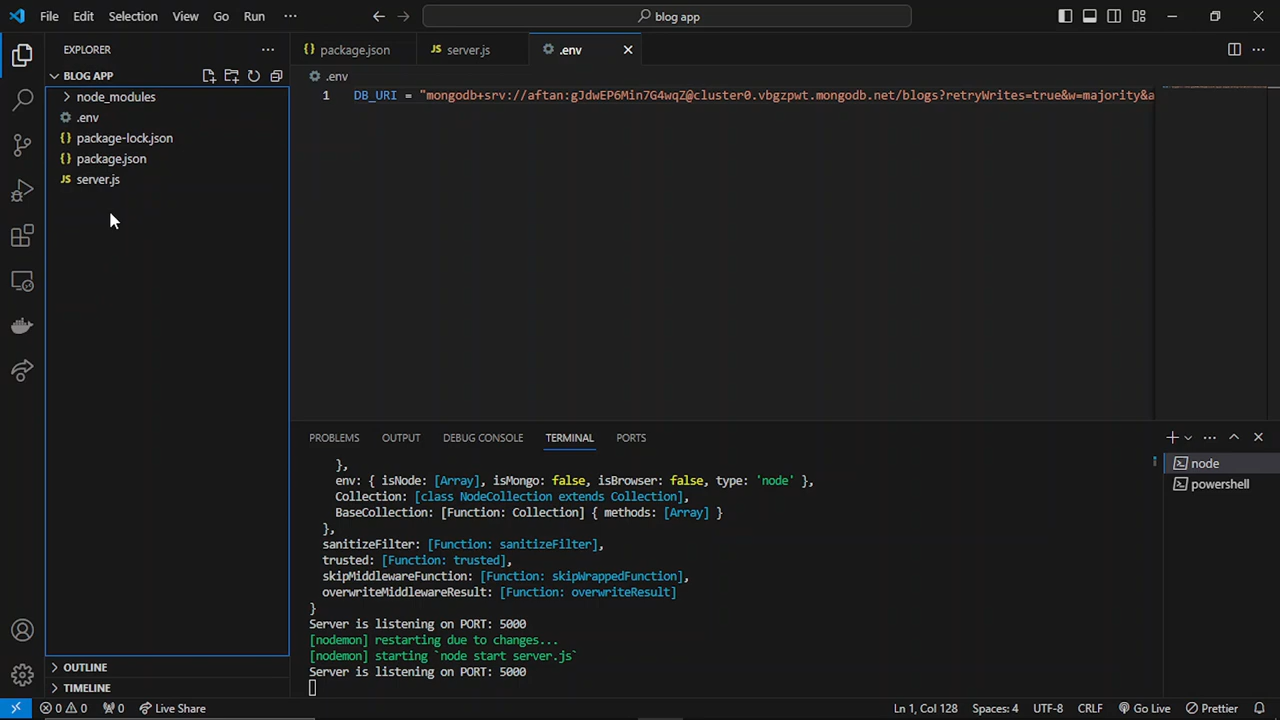 File Edit Selection View Go Run ··· blog app
EXPLORER ···
BLOG APP
node_modules
.env
package-lock.json
package.json
server.js
OUTLINE
TIMELINE
package.json server.js .env
.env
1 DB_URI = "mongodb+srv://aftan:gJdwEP6Min7G4wqZ@cluster0.vbgzpwt.mongodb.net/blogs?retryWrites=true&w=majority&a
PROBLEMS OUTPUT DEBUG CONSOLE TERMINAL PORTS
},
env: { isNode: [Array], isMongo: false, isBrowser: false, type: 'node' },
Collection: [class NodeCollection extends Collection],
BaseCollection: [Function: Collection] { methods: [Array] }
},
sanitizeFilter: [Function: sanitizeFilter],
trusted: [Function: trusted],
skipMiddlewareFunction: [Function: skipWrappedFunction],
overwriteMiddlewareResult: [Function: overwriteResult]
}
Server is listening on PORT: 5000
[nodemon] restarting due to changes...
[nodemon] starting `node start server.js`
Server is listening on PORT: 5000
node
powershell
0 0 0 Live Share Ln 1, Col 128 Spaces: 4 UTF-8 CRLF Go Live Prettier